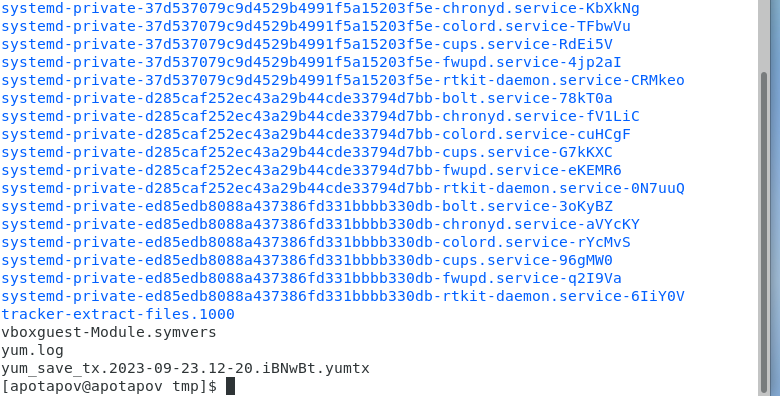 systemd-private-37d537079c9d4529b4991f5a15203f5e-chronyd.service-KbXkNg
systemd-private-37d537079c9d4529b4991f5a15203f5e-colord.service-TFbwVu
systemd-private-37d537079c9d4529b4991f5a15203f5e-cups.service-RdEi5V
systemd-private-37d537079c9d4529b4991f5a15203f5e-fwupd.service-4jp2aI
systemd-private-37d537079c9d4529b4991f5a15203f5e-rtkit-daemon.service-CRMkeo
systemd-private-d285caf252ec43a29b44cde33794d7bb-bolt.service-78kT0a
systemd-private-d285caf252ec43a29b44cde33794d7bb-chronyd.service-fV1LiC
systemd-private-d285caf252ec43a29b44cde33794d7bb-colord.service-cuHCgF
systemd-private-d285caf252ec43a29b44cde33794d7bb-cups.service-G7kKXC
systemd-private-d285caf252ec43a29b44cde33794d7bb-fwupd.service-eKEMR6
systemd-private-d285caf252ec43a29b44cde33794d7bb-rtkit-daemon.service-0N7uuQ
systemd-private-ed85edb8088a437386fd331bbbb330db-bolt.service-3oKyBZ
systemd-private-ed85edb8088a437386fd331bbbb330db-chronyd.service-aVYcKY
systemd-private-ed85edb8088a437386fd331bbbb330db-colord.service-rYcMvS
systemd-private-ed85edb8088a437386fd331bbbb330db-cups.service-96gMW0
systemd-private-ed85edb8088a437386fd331bbbb330db-fwupd.service-q2I9Va
systemd-private-ed85edb8088a437386fd331bbbb330db-rtkit-daemon.service-6IiY0V
tracker-extract-files.1000
vboxguest-Module.symvers
yum.log
yum_save_tx.2023-09-23.12-20.iBNwBt.yumtx
[apotapov@apotapov tmp]$